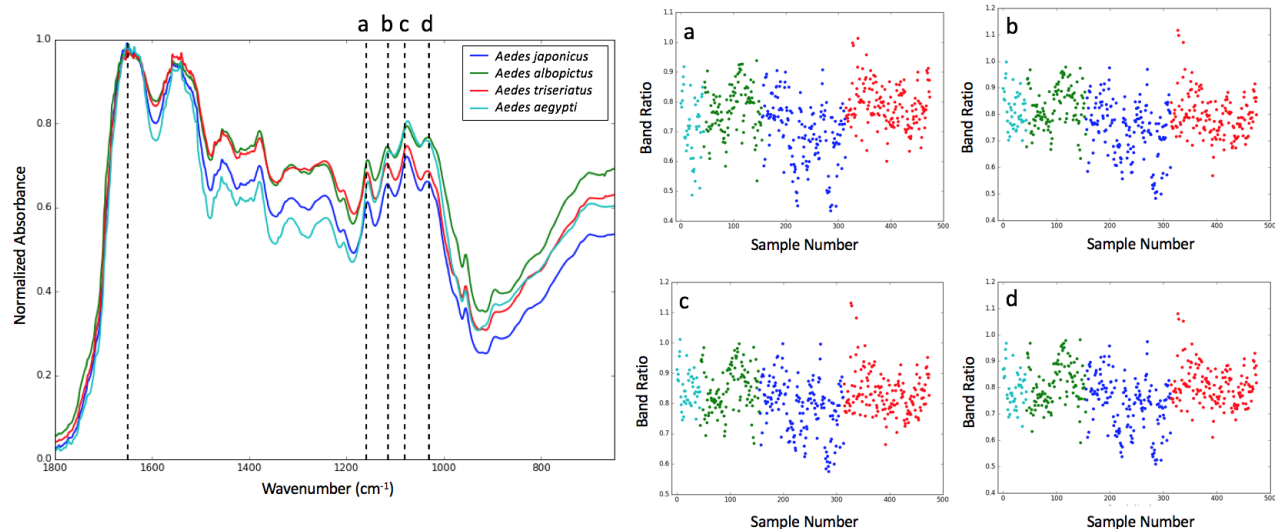 a b c d
Normalized Absorbance
1.0
0.8
0.6
0.4
0.2
0.0
1800 1600 1400 1200 1000 800
Wavenumber (cm-1)
Aedes japonicus
Aedes albopictus
Aedes triseriatus
Aedes aegypti
a
Band Ratio
1.1
1.0
0.9
0.8
0.7
0.6
0.5
0.4
0 100 200 300 400 500
Sample Number
b
Band Ratio
1.2
1.1
1.0
0.9
0.8
0.7
0.6
0.5
0.4
0 100 200 300 400 500
Sample Number
c
Band Ratio
1.2
1.1
1.0
0.9
0.8
0.7
0.6
0.5
0 100 200 300 400 500
Sample Number
d
Band Ratio
1.2
1.1
1.0
0.9
0.8
0.7
0.6
0.5
0.4
0 100 200 300 400 500
Sample Number